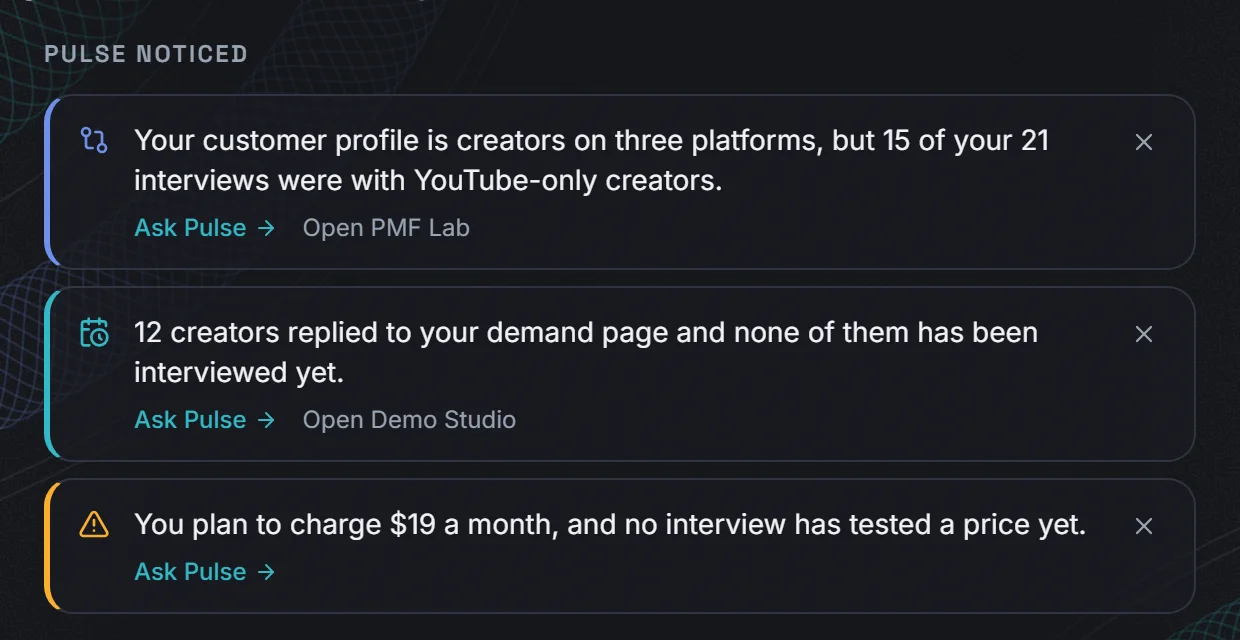 PULSE NOTICED
Your customer profile is creators on three platforms, but 15 of your 21
interviews were with YouTube-only creators.
Ask Pulse → Open PMF Lab
12 creators replied to your demand page and none of them has been
interviewed yet.
Ask Pulse → Open Demo Studio
You plan to charge $19 a month, and no interview has tested a price yet.
Ask Pulse →